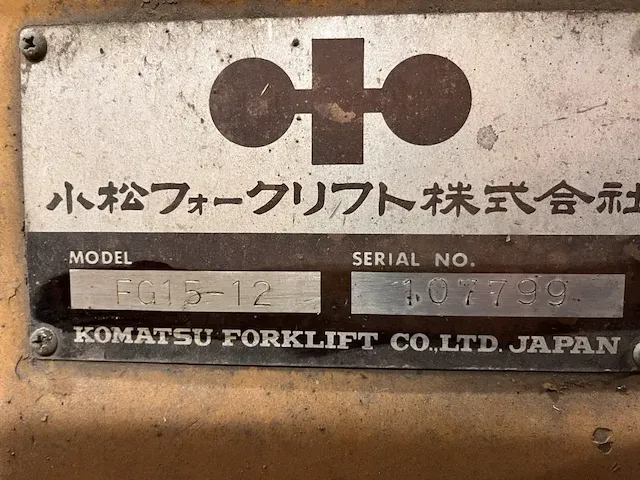 小松フォークリフト株式会社
MODEL SERIAL NO.
FG15-12 107799
KOMATSU FORKLIFT CO.,LTD. JAPAN